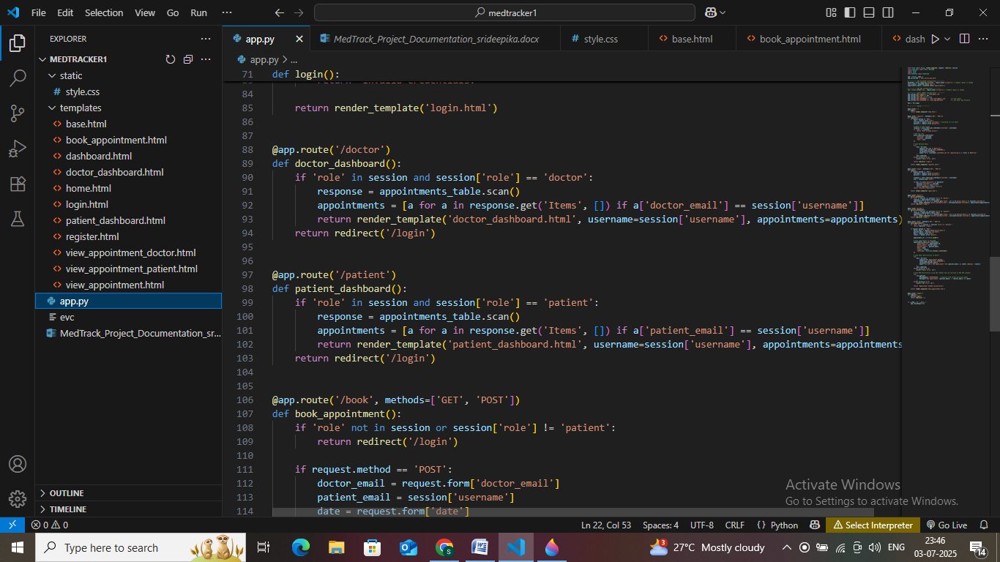 File Edit Selection View Go Run ··· medtracker1
EXPLORER
MEDTRACKER1
static
# style.css
templates
<> base.html
<> book_appointment.html
<> dashboard.html
<> doctor_dashboard.html
<> home.html
<> login.html
<> patient_dashboard.html
<> register.html
<> view_appointment_doctor.html
<> view_appointment_patient.html
<> view_appointment.html
app.py
evc
MedTrack_Project_Documentation_sr...
OUTLINE
TIMELINE
app.py MedTrack_Project_Documentation_srideepika.docx # style.css <> base.html <> book_appointment.html <> dash
app.py > ...
71 def login():
84
85 return render_template('login.html')
86
87
88 @app.route('/doctor')
89 def doctor_dashboard():
90 if 'role' in session and session['role'] == 'doctor':
91 response = appointments_table.scan()
92 appointments = [a for a in response.get('Items', []) if a['doctor_email'] == session['username']]
93 return render_template('doctor_dashboard.html', username=session['username'], appointments=appointments)
94 return redirect('/login')
95
96
97 @app.route('/patient')
98 def patient_dashboard():
99 if 'role' in session and session['role'] == 'patient':
100 response = appointments_table.scan()
101 appointments = [a for a in response.get('Items', []) if a['patient_email'] == session['username']]
102 return render_template('patient_dashboard.html', username=session['username'], appointments=appointments
103 return redirect('/login')
104
105
106 @app.route('/book', methods=['GET', 'POST'])
107 def book_appointment():
108 if 'role' not in session or session['role'] != 'patient':
109 return redirect('/login')
110
111 if request.method == 'POST':
112 doctor_email = request.form['doctor_email']
113 patient_email = session['username']
114 date = request.form['date']
Activate Windows
Go to Settings to activate Windows.
0 0 Ln 22, Col 53 Spaces: 4 UTF-8 CRLF {} Python Select Interpreter Go Live
Type here to search 3 27°C Mostly cloudy ENG 23:46
03-07-2025 14